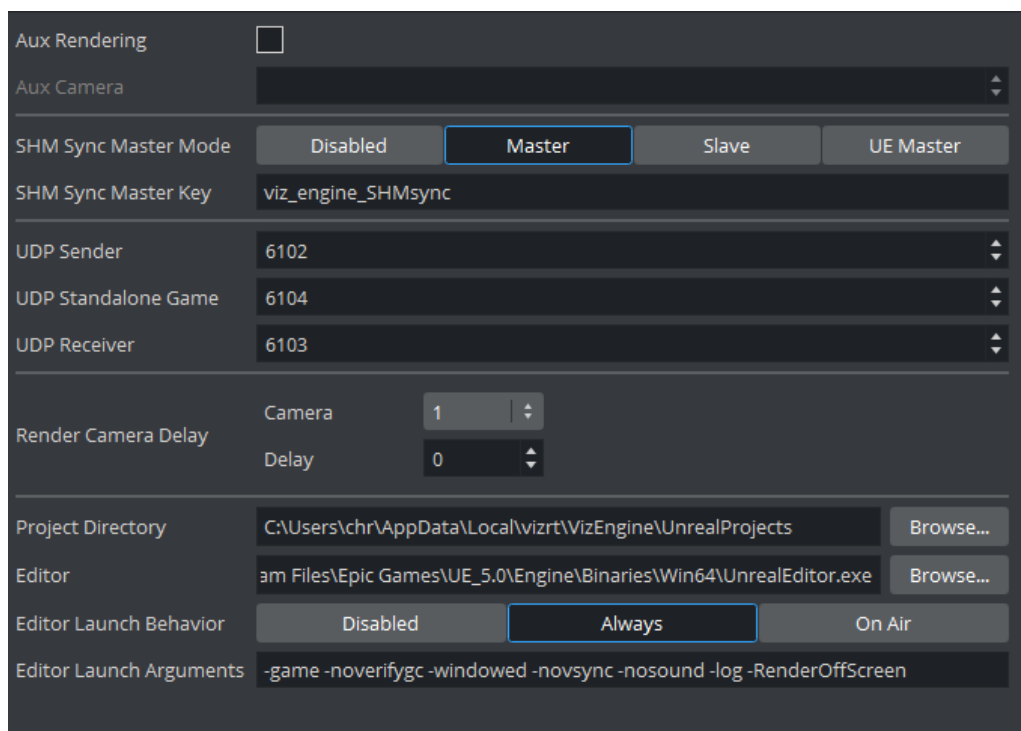 Aux Rendering
Aux Camera
SHM Sync Master Mode Disabled Master Slave UE Master
SHM Sync Master Key viz_engine_SHMsync
UDP Sender 6102
UDP Standalone Game 6104
UDP Receiver 6103
Render Camera Delay
Camera 1
Delay 0
Project Directory C:\Users\chr\AppData\Local\vizrt\VizEngine\UnrealProjects Browse...
Editor am Files\Epic Games\UE_5.0\Engine\Binaries\Win64\UnrealEditor.exe Browse...
Editor Launch Behavior Disabled Always On Air
Editor Launch Arguments -game -noverifygc -windowed -novsync -nosound -log -RenderOffScreen